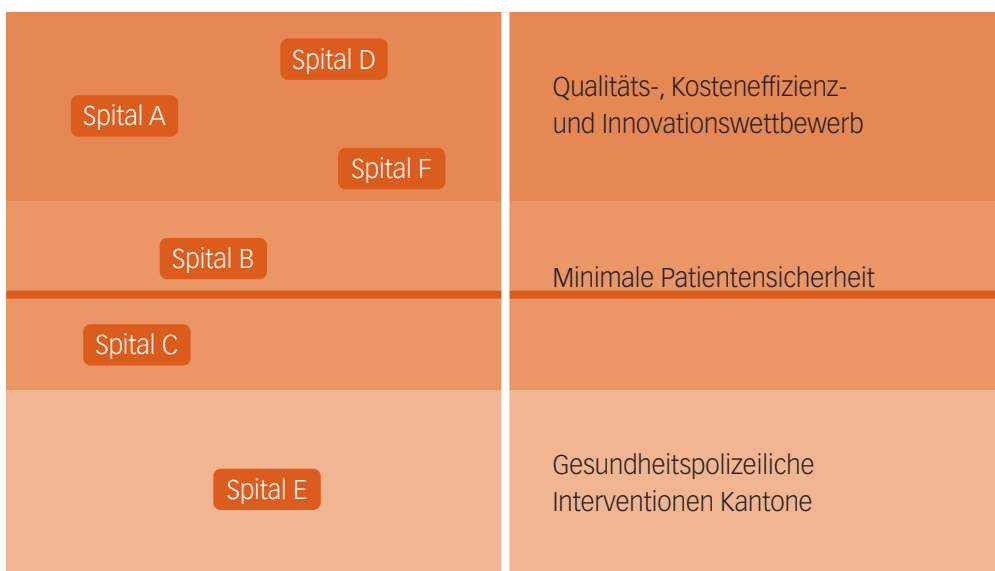 Spital D
Spital A
Spital F
Spital B
Spital C
Spital E
Qualitäts-, Kosteneffizienz-
und Innovationswettbewerb
Minimale Patientensicherheit
Gesundheitspolizeiliche
Interventionen Kantone